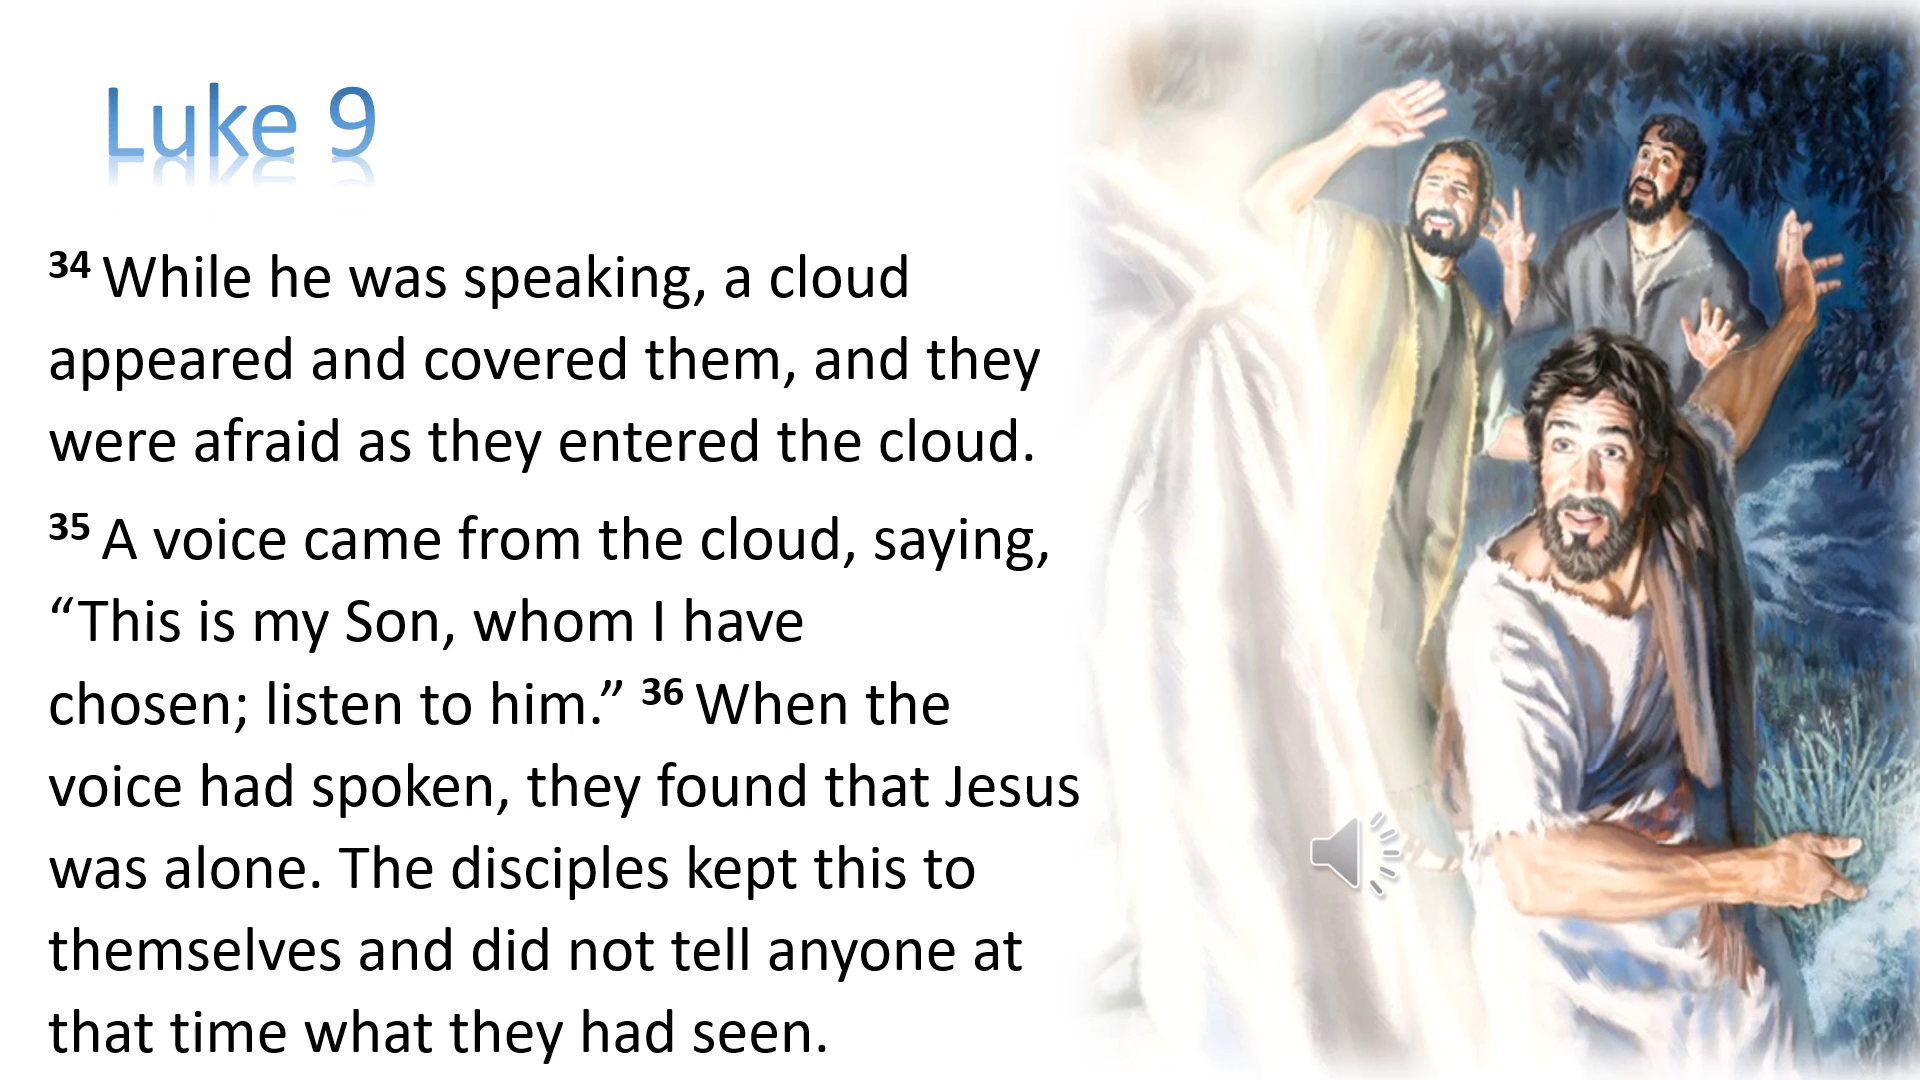 Luke 9
34 While he was speaking, a cloud
appeared and covered them, and they
were afraid as they entered the cloud.
35 A voice came from the cloud, saying,
“This is my Son, whom I have
chosen; listen to him.” 36 When the
voice had spoken, they found that Jesus
was alone. The disciples kept this to
themselves and did not tell anyone at
that time what they had seen.